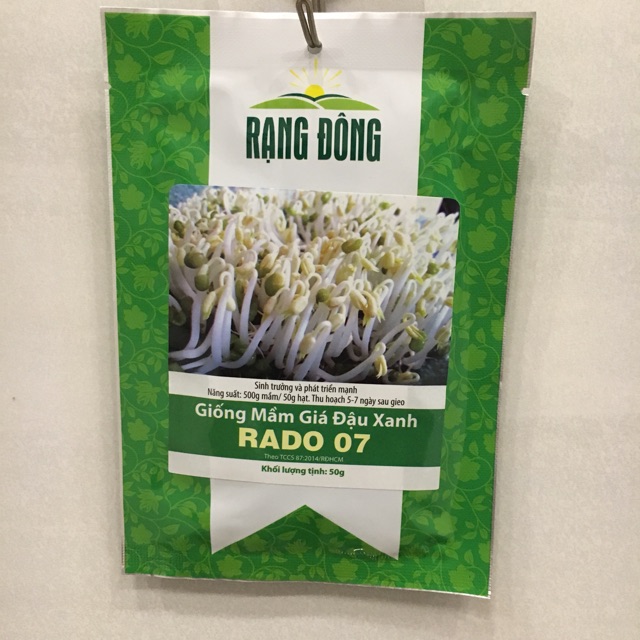 RẠNG ĐÔNG
Sinh trưởng và phát triển mạnh
Năng suất: 500g mầm/ 50g hạt. Thu hoạch 5-7 ngày sau gieo
Giống Mầm Giá Đậu Xanh
RADO 07
Theo TCCS 87:2014/RĐHCM
Khối lượng tịnh: 50g